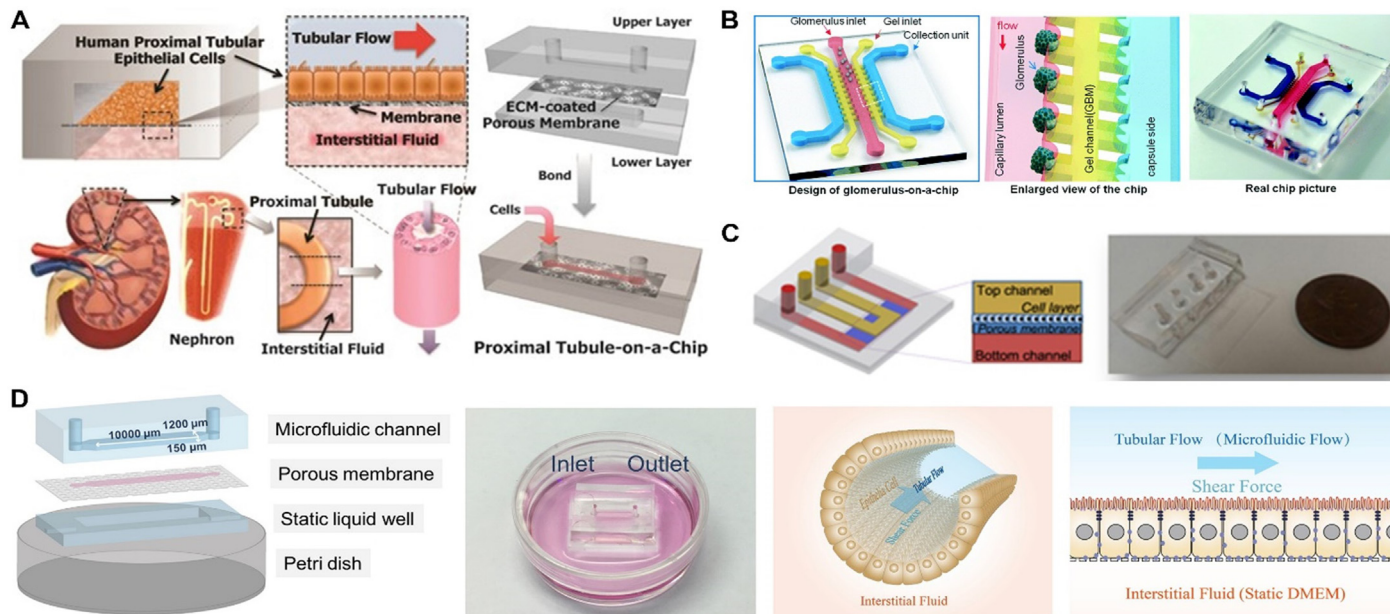 A
Human Proximal Tubular
Epithelial Cells
Tubular Flow
Membrane
Interstitial Fluid
Upper Layer
ECM-coated
Porous Membrane
Lower Layer
Bond
Cells
Proximal Tubule-on-a-Chip
Nephron
Proximal Tubule
Interstitial Fluid
Tubular Flow
B
Glomerulus inlet
Gel inlet
Collection unit
Design of glomerulus-on-a-chip
flow
Glomerulus
Capillary lumen
Gel channel(GBM)
capsule side
Enlarged view of the chip
Real chip picture
C
Top channel
Cell layer
Porous membrane
Bottom channel
D
1200 μm
10000 μm
150 μm
Microfluidic channel
Porous membrane
Static liquid well
Petri dish
Inlet Outlet
Epithelia Cell
Tubular Flow
Shear Force
Interstitial Fluid
Tubular Flow （Microfluidic Flow）
Shear Force
Interstitial Fluid (Static DMEM)